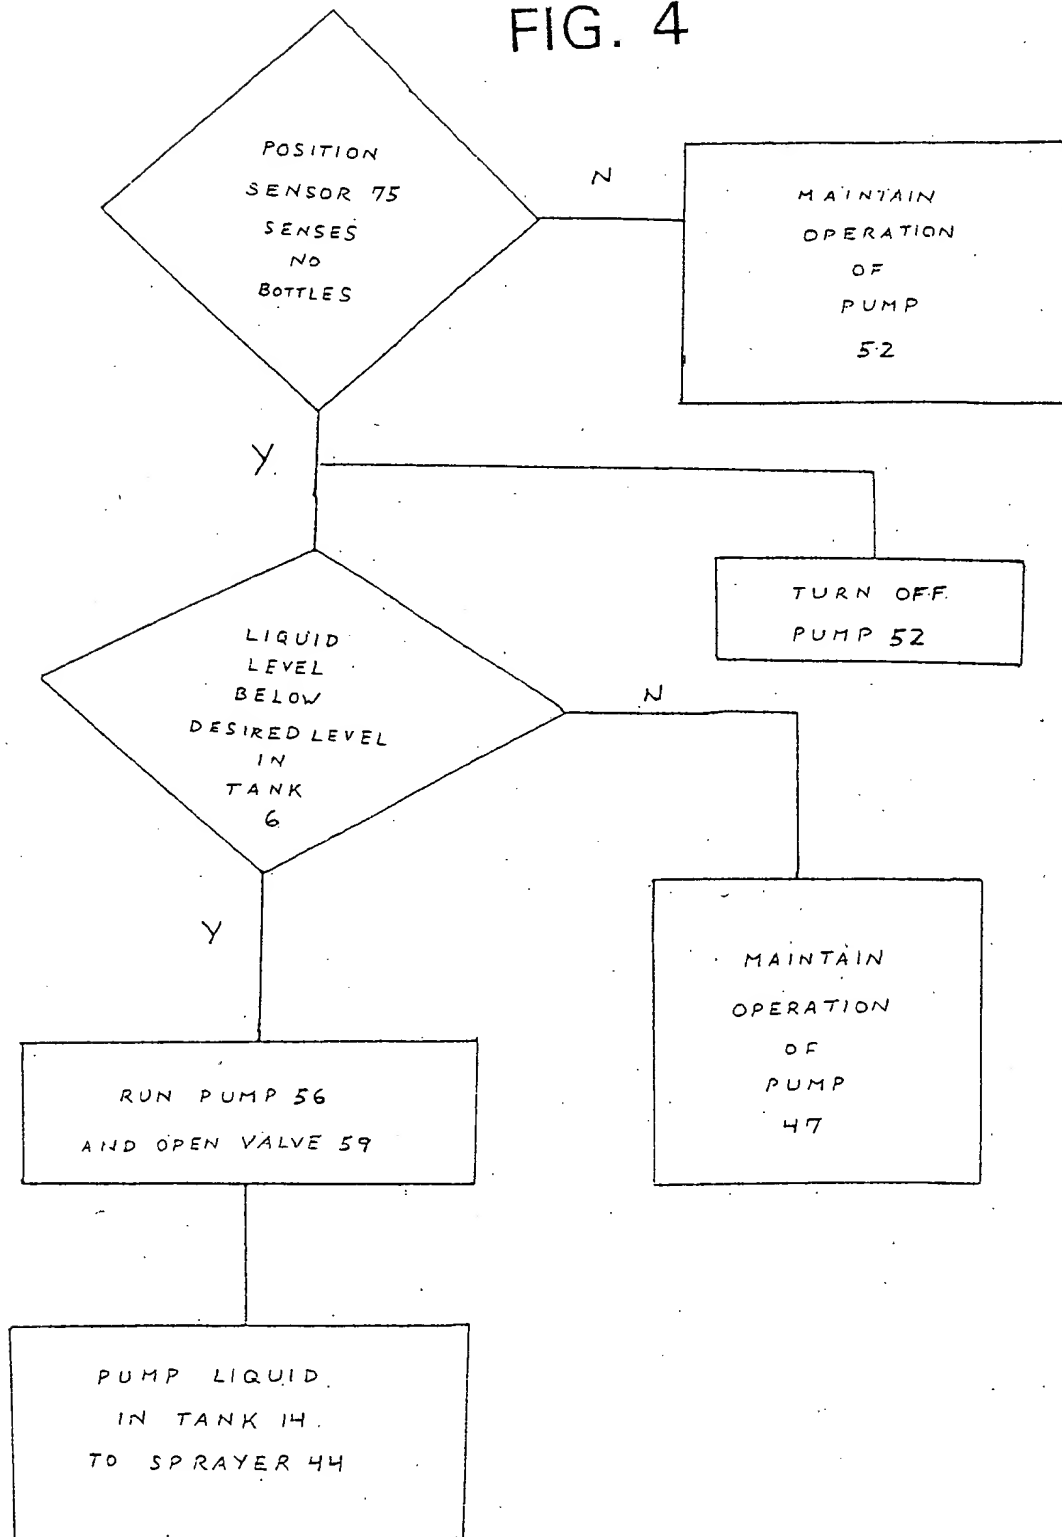 FIG. 4
POSITION
SENSOR 75
SENSES
NO
BOTTLES
N
MAINTAIN
OPERATION
OF
PUMP
52
Y
TURN OFF
PUMP 52
LIQUID
LEVEL
BELOW
DESIRED LEVEL
IN
TANK
6
N
Y
MAINTAIN
OPERATION
OF
PUMP
47
RUN PUMP 56
AND OPEN VALVE 59
PUMP LIQUID
IN TANK 14
TO SPRAYER 44